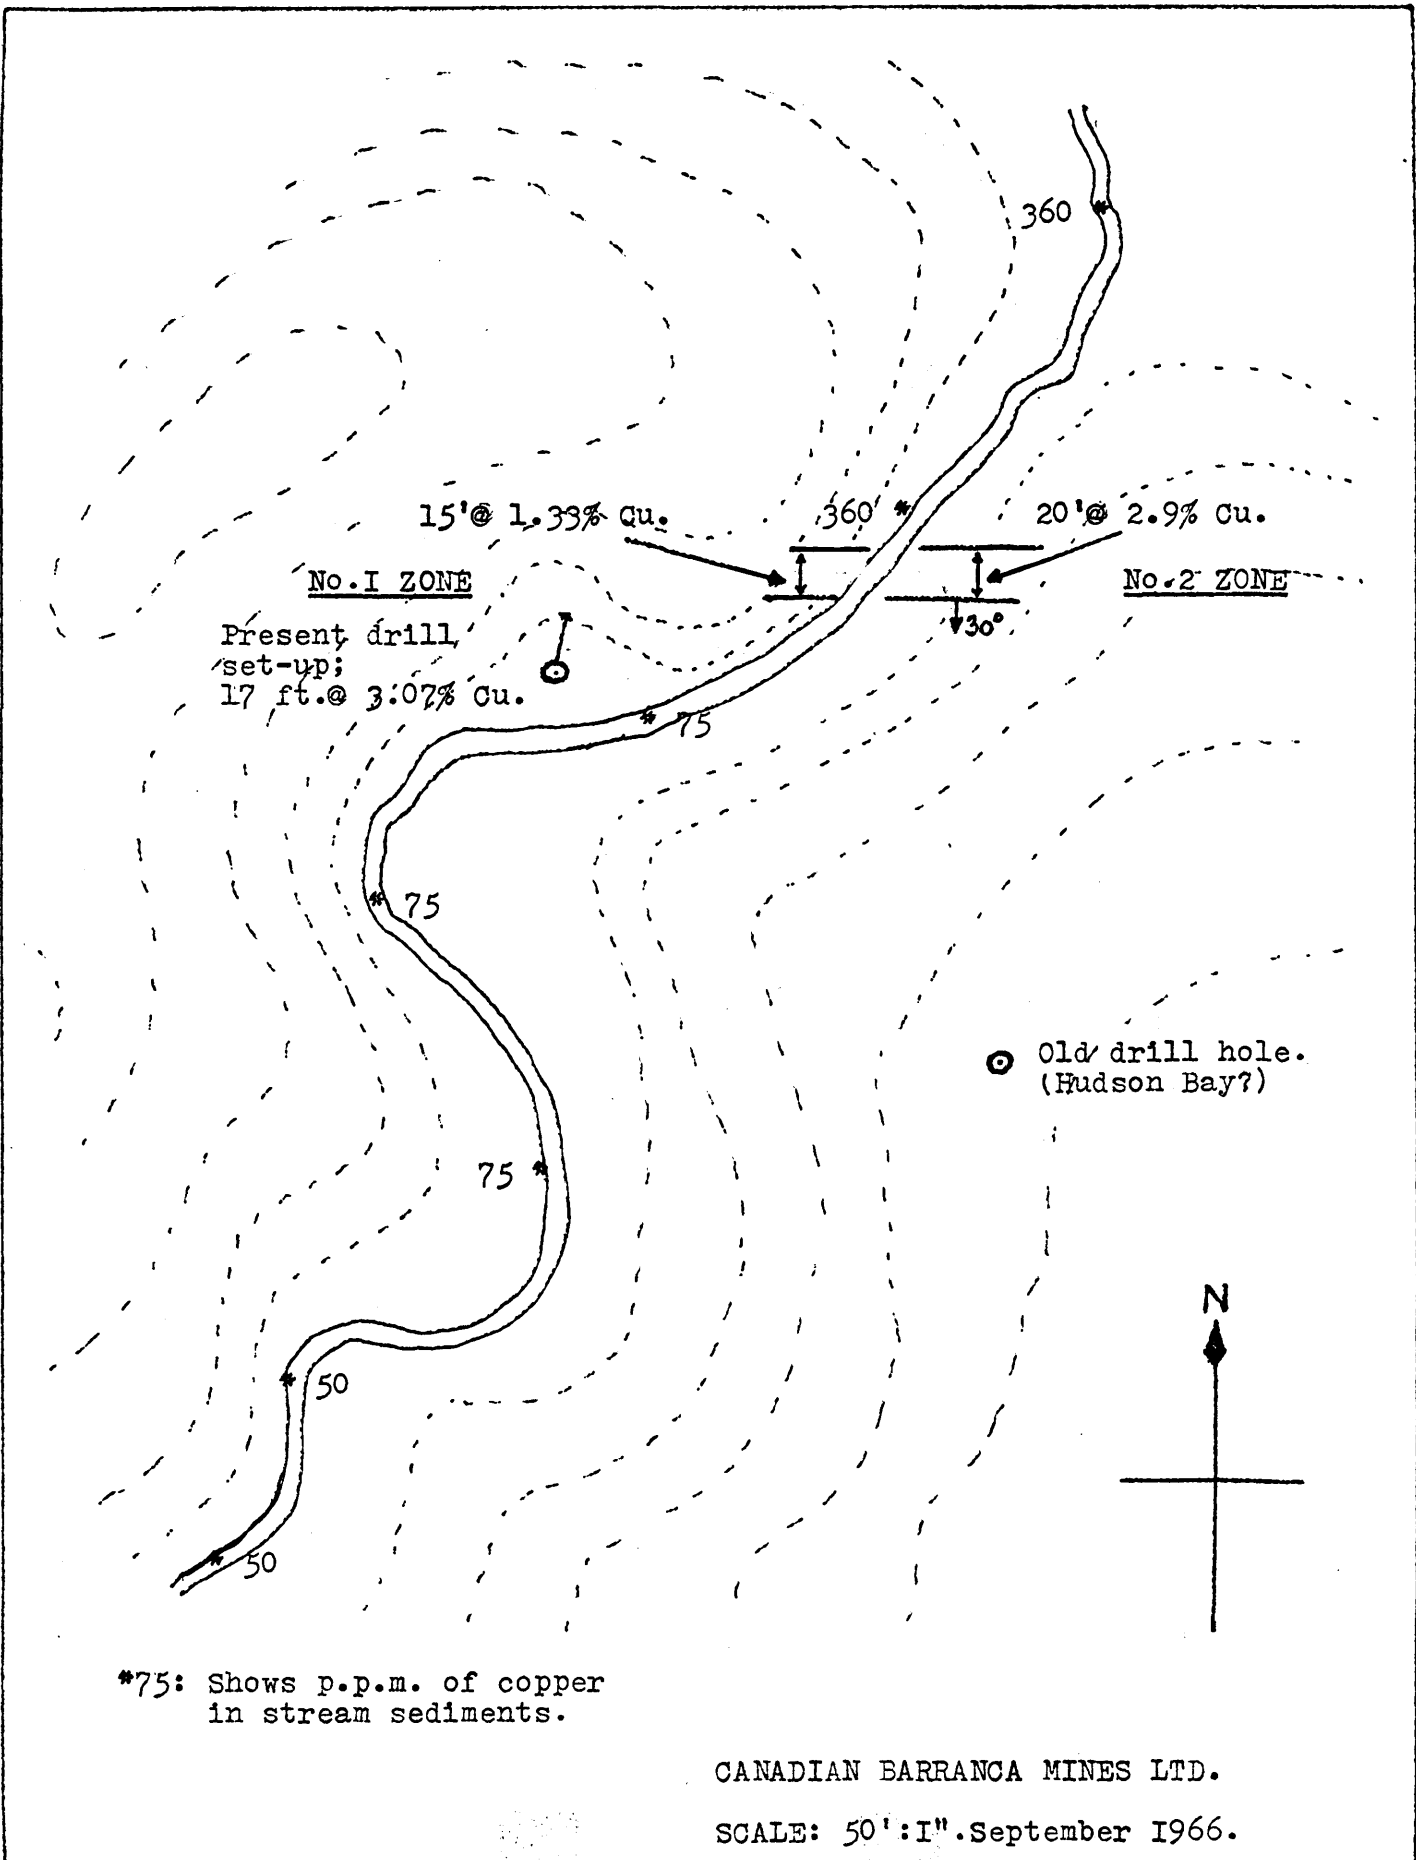 360
15'@ 1.33% Cu.
360
20'@ 2.9% Cu.
No.I ZONE
No.2 ZONE
Present drill
set-up;
17 ft.@ 3.07% Cu.
30°
75
75
Old drill hole.
(Hudson Bay?)
75
N
50
50
*75: Shows p.p.m. of copper
in stream sediments.
CANADIAN BARRANCA MINES LTD.
SCALE: 50':I".September I966.